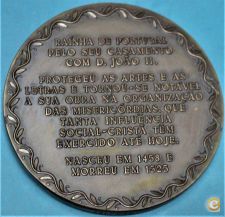 RAINHA DE PORTUGAL
PELO SEU CASAMENTO
COM D. JOÃO II.
PROTEGEU AS ARTES E AS
LETRAS E TORNOU-SE NOTÁVEL
A SUA OBRA NA ORGANIZAÇÃO
DAS MISERICÓRDIAS QUE
TANTA INFLUÊNCIA
SOCIAL-CRISTÃ TÊM
EXERCIDO ATÉ HOJE.
NASCEU EM 1458 E
MORREU EM 1525